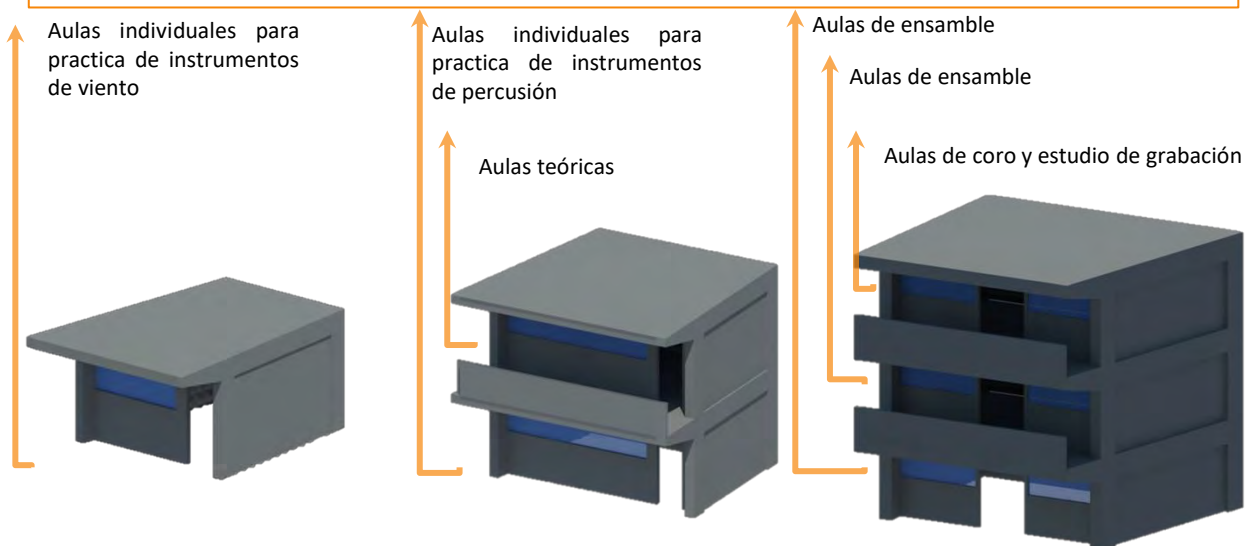 Aulas individuales para
practica de instrumentos
de viento
Aulas individuales para
practica de instrumentos
de percusión
Aulas teóricas
Aulas de ensamble
Aulas de ensamble
Aulas de coro y estudio de grabación